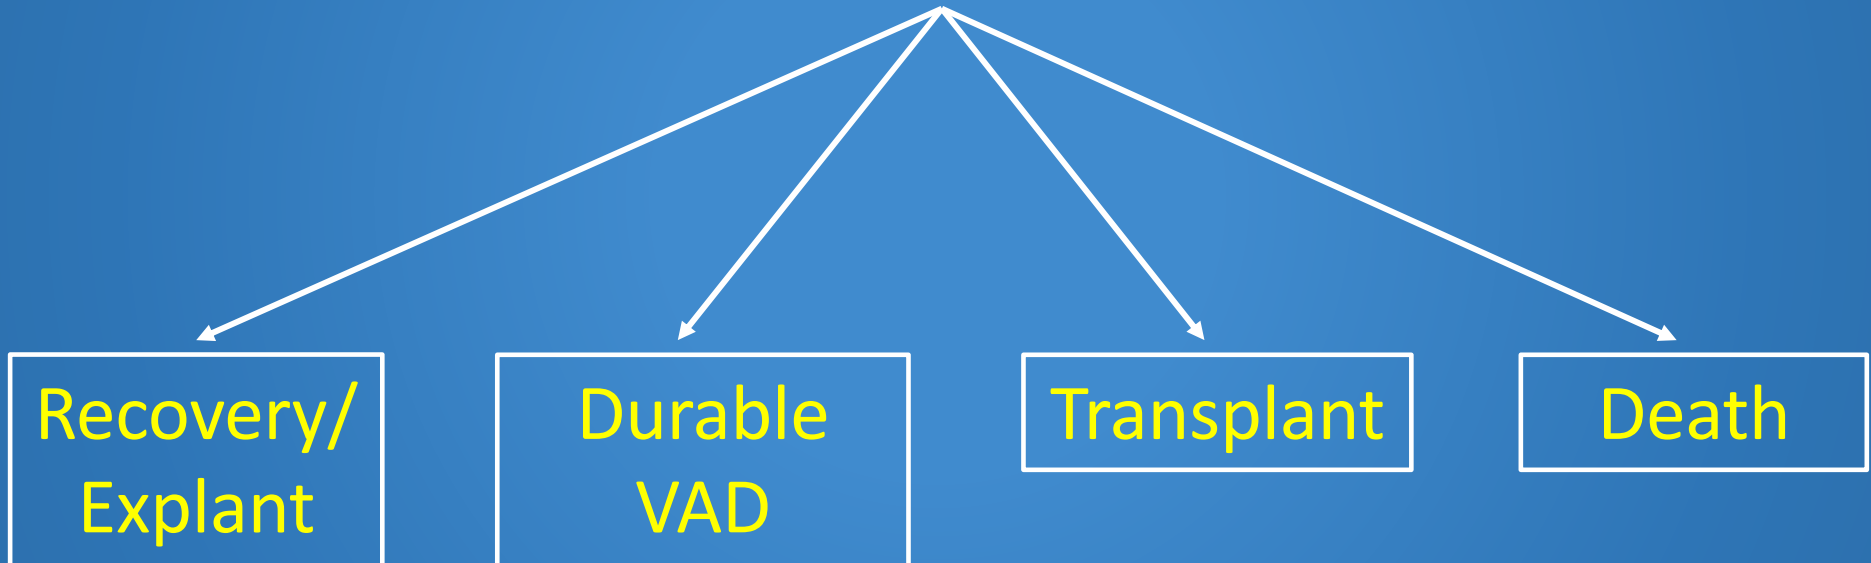 Recovery/
Explant
Durable
VAD
Transplant
Death